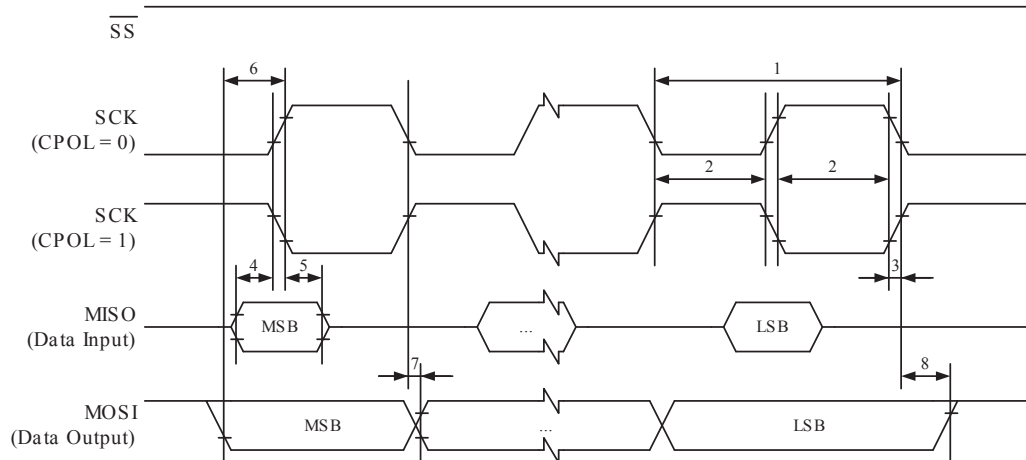 SS
6
1
SCK
(CPOL = 0)
2
2
SCK
(CPOL = 1)
4
5
3
MISO
(Data Input)
MSB
...
LSB
7
8
MOSI
(Data Output)
MSB
...
LSB